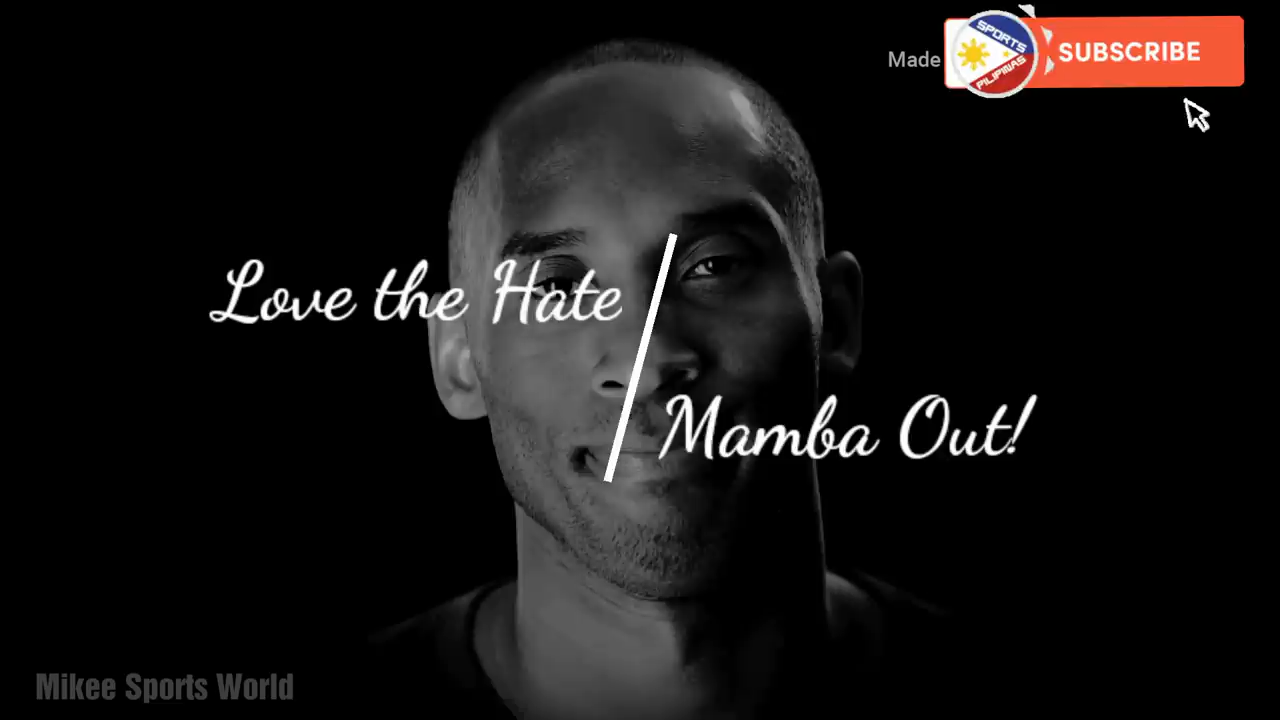 Made
SPORTS
PILIPINAS
SUBSCRIBE
Love the Hate
Mamba Out!
Mikee Sports World